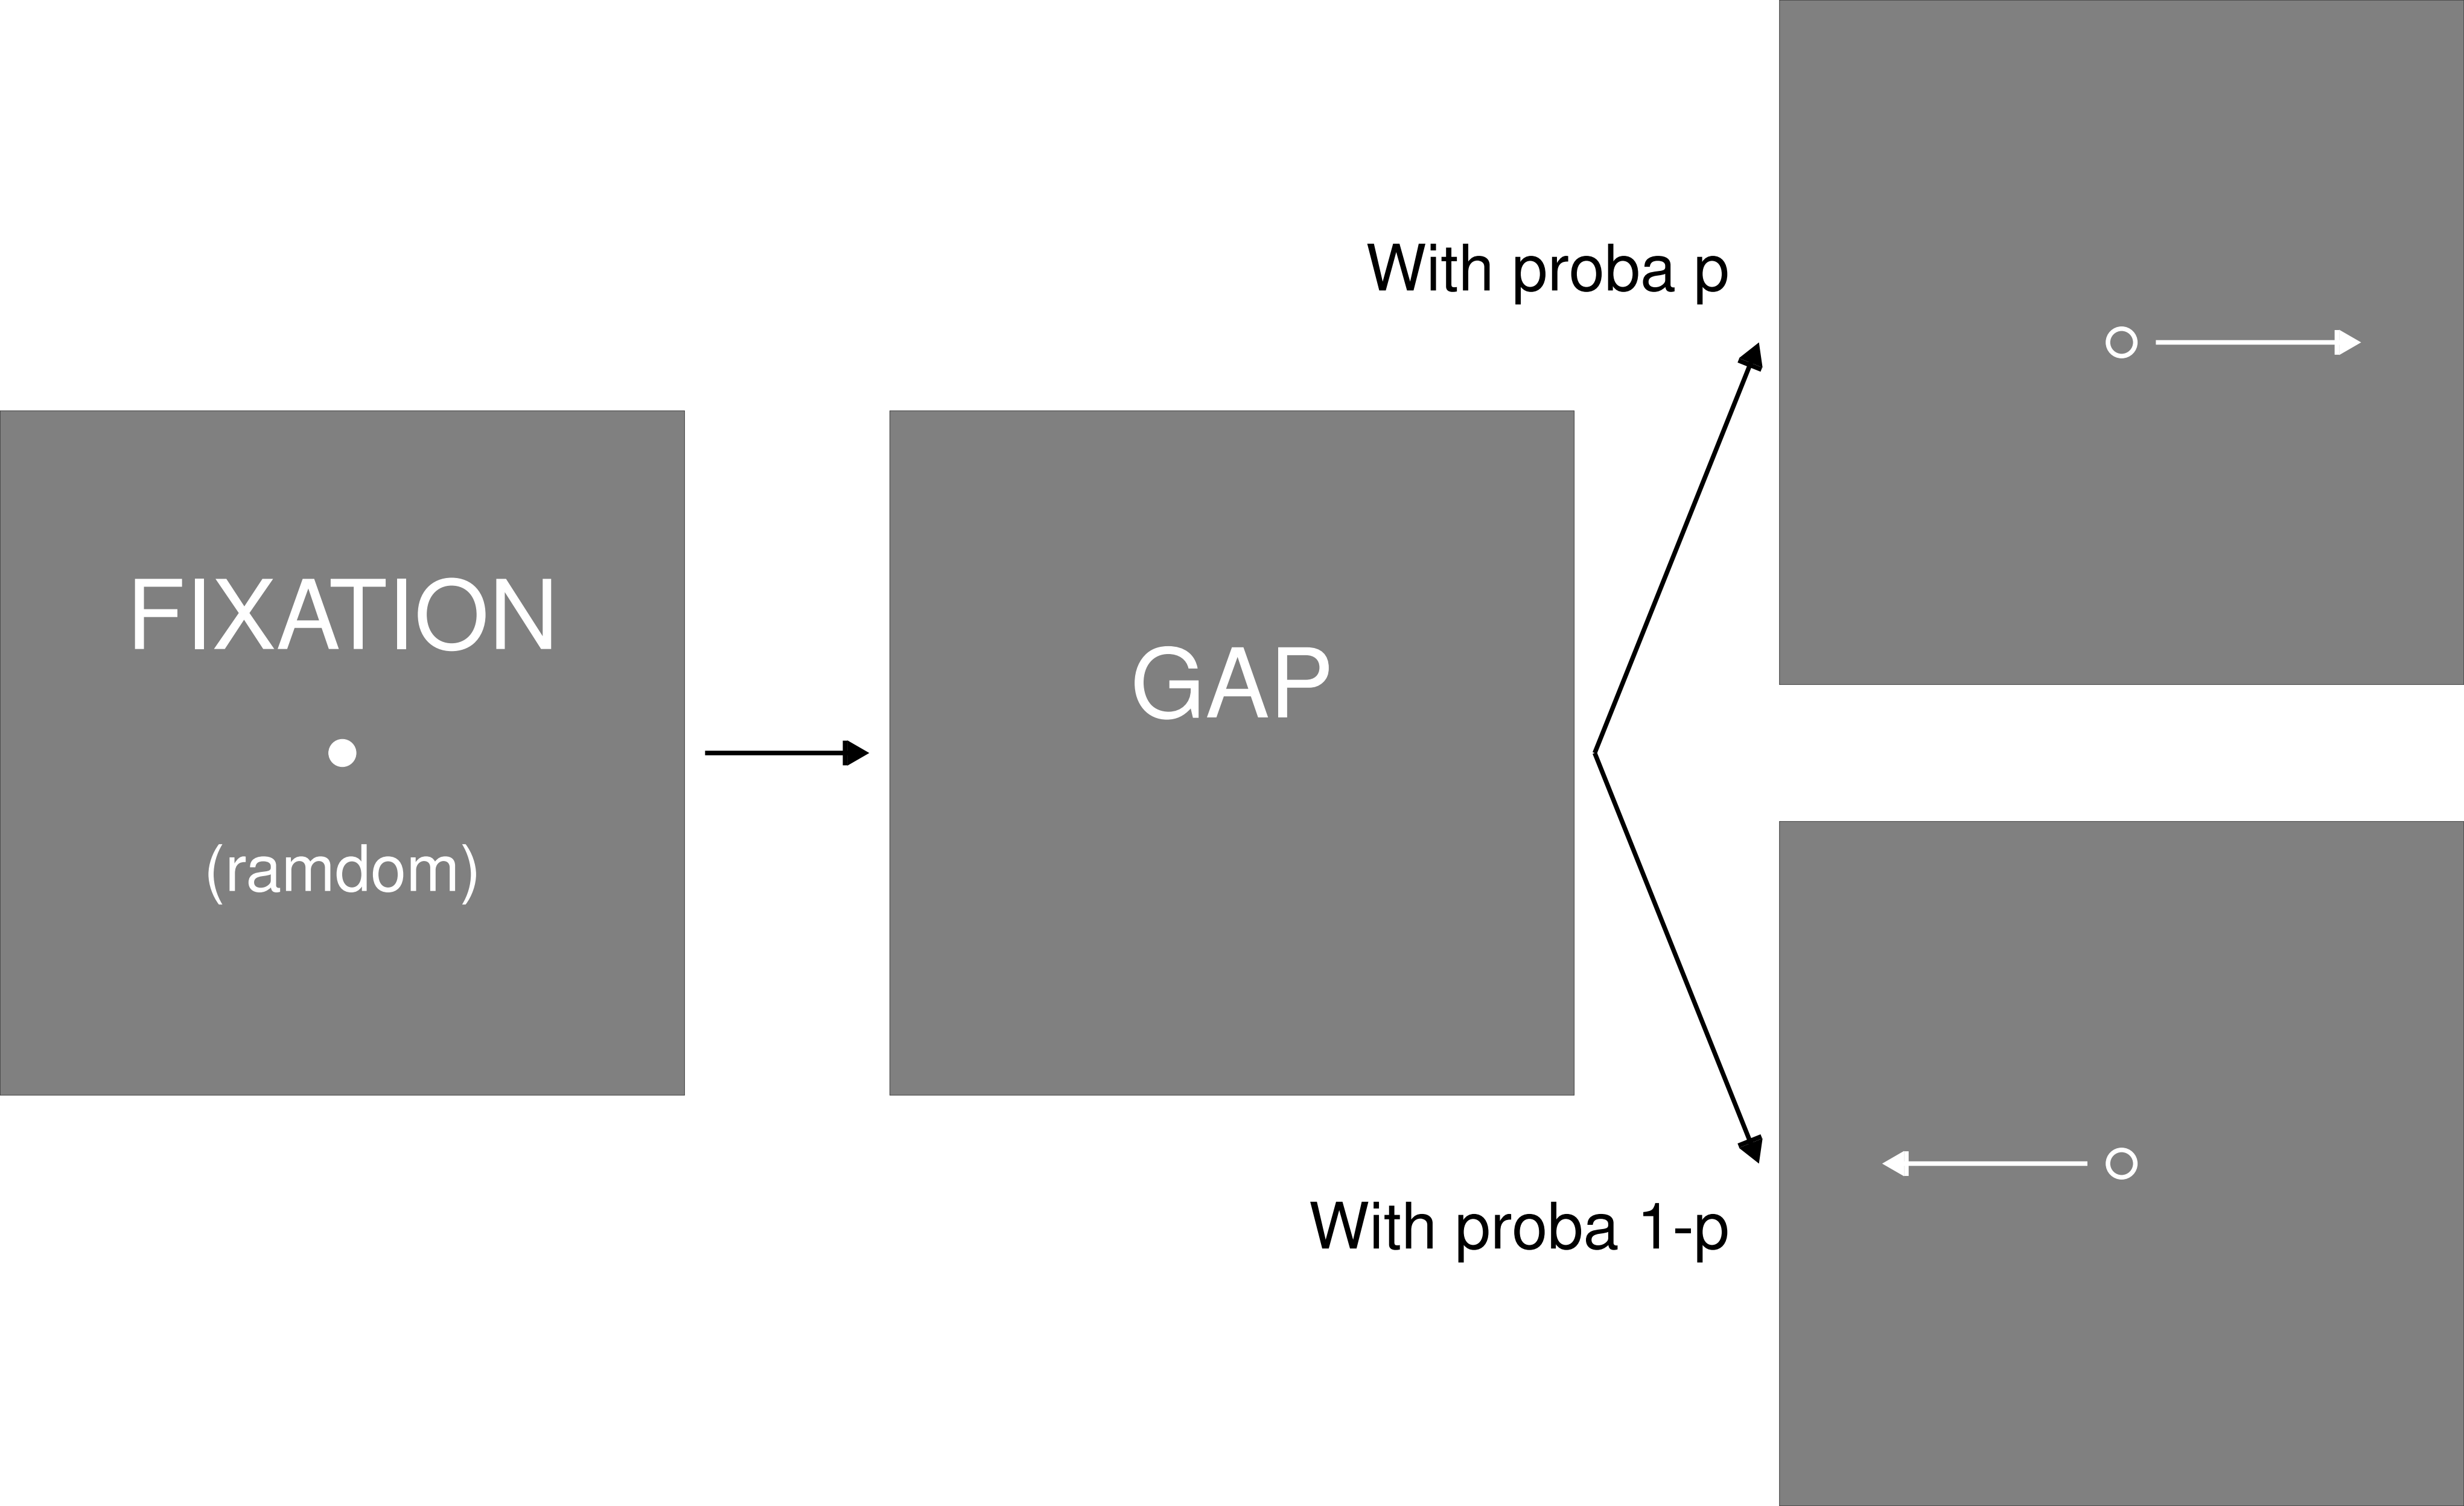 FIXATION
(ramdom)
GAP
With proba p
With proba 1-p